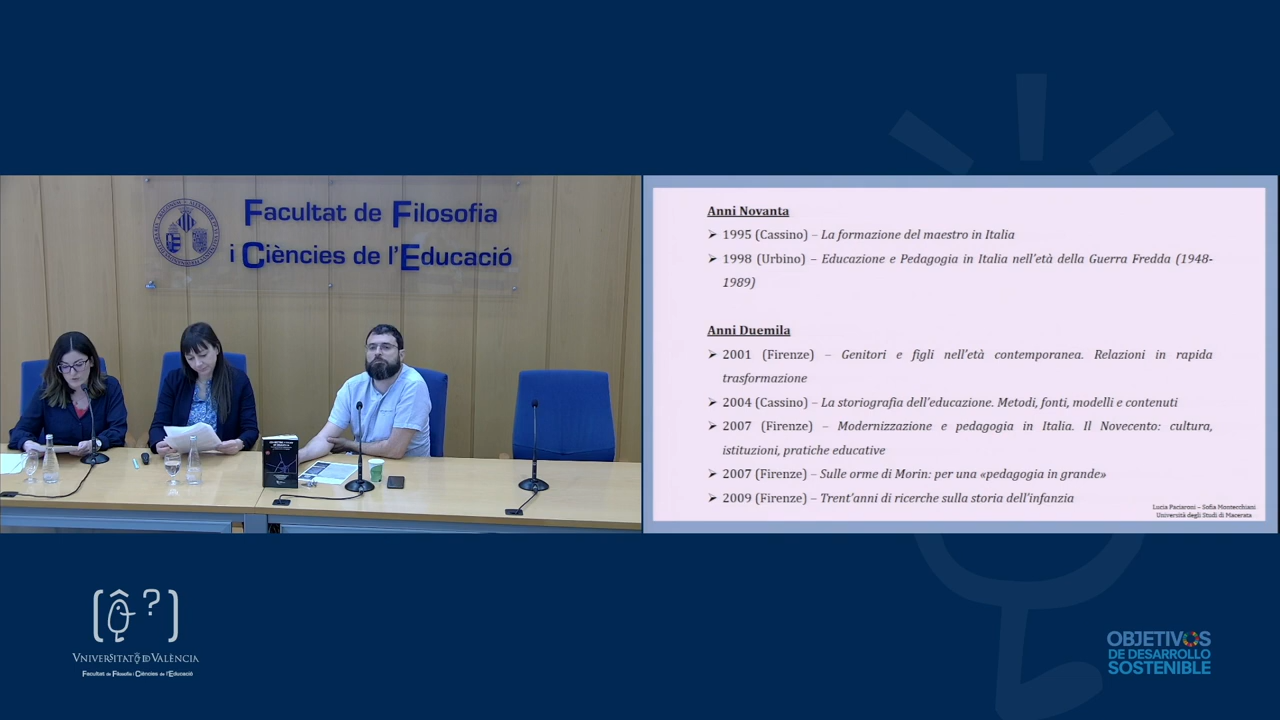 Facultat de Filosofia
i Ciències de l'Educació
Anni Novanta
➢ 1995 (Cassino) – La formazione del maestro in Italia
➢ 1998 (Urbino) – Educazione e Pedagogia in Italia nell'età della Guerra Fredda (1948-
1989)
Anni Duemila
➢ 2001 (Firenze) – Genitori e figli nell'età contemporanea. Relazioni in rapida
trasformazione
➢ 2004 (Cassino) – La storiografia dell'educazione. Metodi, fonti, modelli e contenuti
➢ 2007 (Firenze) – Modernizzazione e pedagogia in Italia. Il Novecento: cultura,
istituzioni, pratiche educative
➢ 2007 (Firenze) – Sulle orme di Morin: per una «pedagogia in grande»
➢ 2009 (Firenze) – Trent'anni di ricerche sulla storia dell'infanzia
Lucia Paciaroni – Sofia Montecchiani
Università degli Studi di Macerata
[ô?]
VNIVERSITATQ̂ DVALÈNCIA
Facultat de Filosofia i Ciències de l'Educació
OBJETIVOS
DE DESARROLLO
SOSTENIBLE